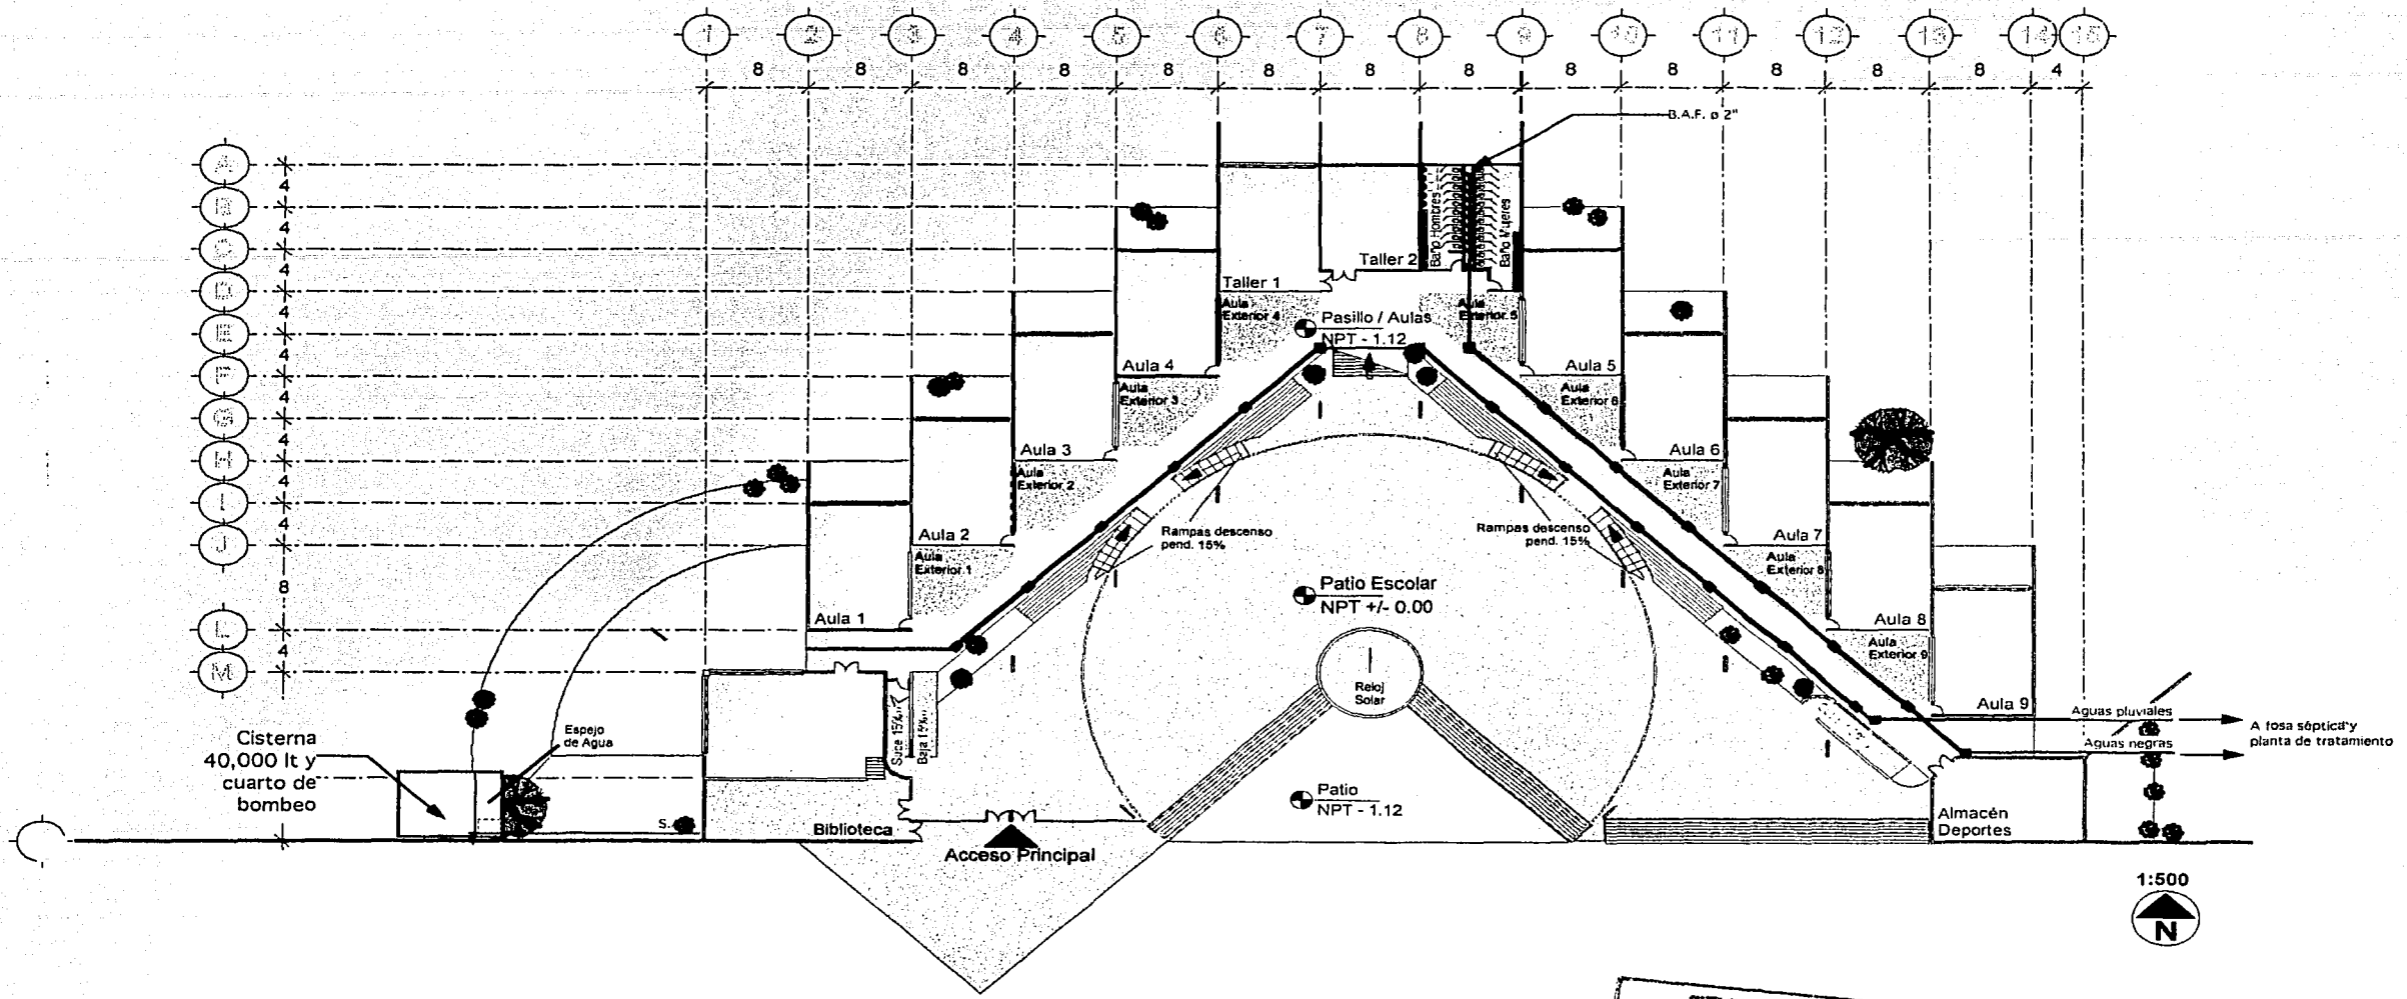 1 2 3 4 5 6 7 8 9 10 11 12 13 14 15
8 8 8 8 8 8 8 8 8 8 8 8 8 4
B.A.F. ø 2"
A
4
B
4
C
4
D
4
E
4
F
4
G
4
H
4
I
4
J
8
L
4
M
Baño Hombres
Baño Mujeres
Taller 2
Taller 1
Aula
Exterior 4
Aula
Exterior 5
Pasillo / Aulas
NPT - 1.12
Aula 4
Aula
Exterior 3
Aula 5
Aula
Exterior 6
Aula 3
Aula
Exterior 2
Aula 6
Aula
Exterior 7
Rampas descenso
pend. 15%
Rampas descenso
pend. 15%
Aula 2
Aula
Exterior 1
Aula 7
Aula
Exterior 8
Patio Escolar
NPT +/- 0.00
Aula 1
Aula 8
Aula
Exterior 9
Reloj
Solar
Baja 15%
Aula 9
Aguas pluviales
Aguas negras
A fosa séptica y
planta de tratamiento
Espejo
de Agua
Cisterna
40,000 lt y
cuarto de
bombeo
Patio
NPT - 1.12
Biblioteca
Acceso Principal
Almacén
Deportes
1:500
N